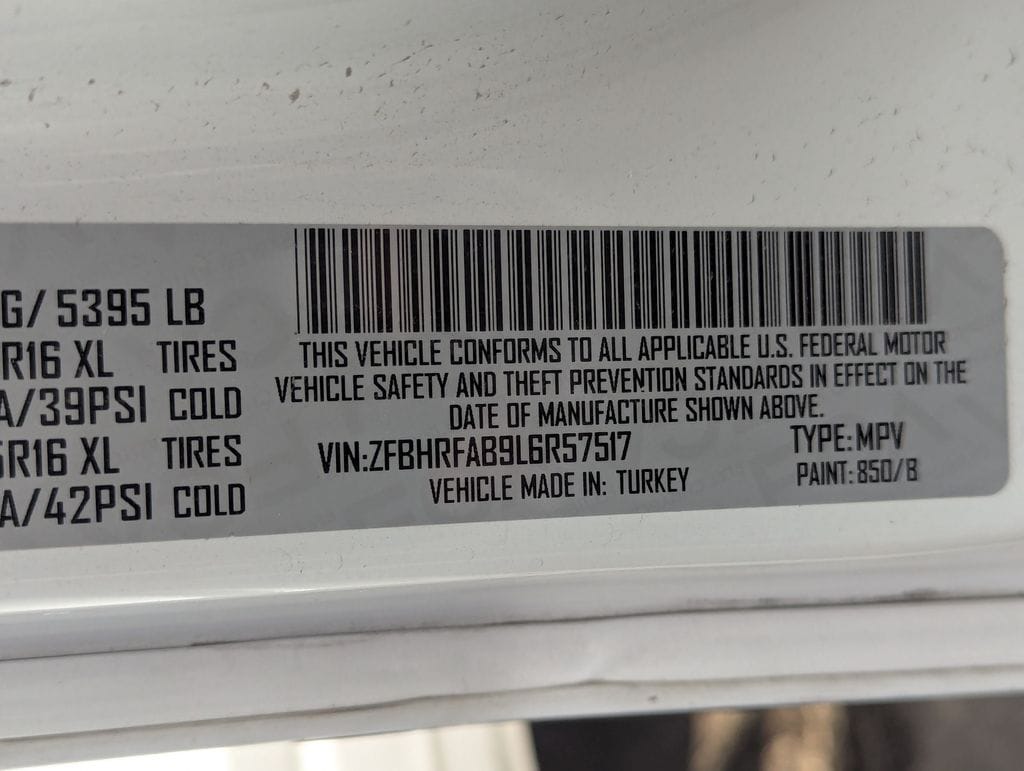 G/ 5395 LB
R16 XL TIRES
A/39PSI COLD
5R16 XL TIRES
A/42PSI COLD
THIS VEHICLE CONFORMS TO ALL APPLICABLE U.S. FEDERAL MOTOR
VEHICLE SAFETY AND THEFT PREVENTION STANDARDS IN EFFECT ON THE
DATE OF MANUFACTURE SHOWN ABOVE.
VIN:ZFBHRFAB9L6R57517 TYPE:MPV
VEHICLE MADE IN: TURKEY PAINT:850/B